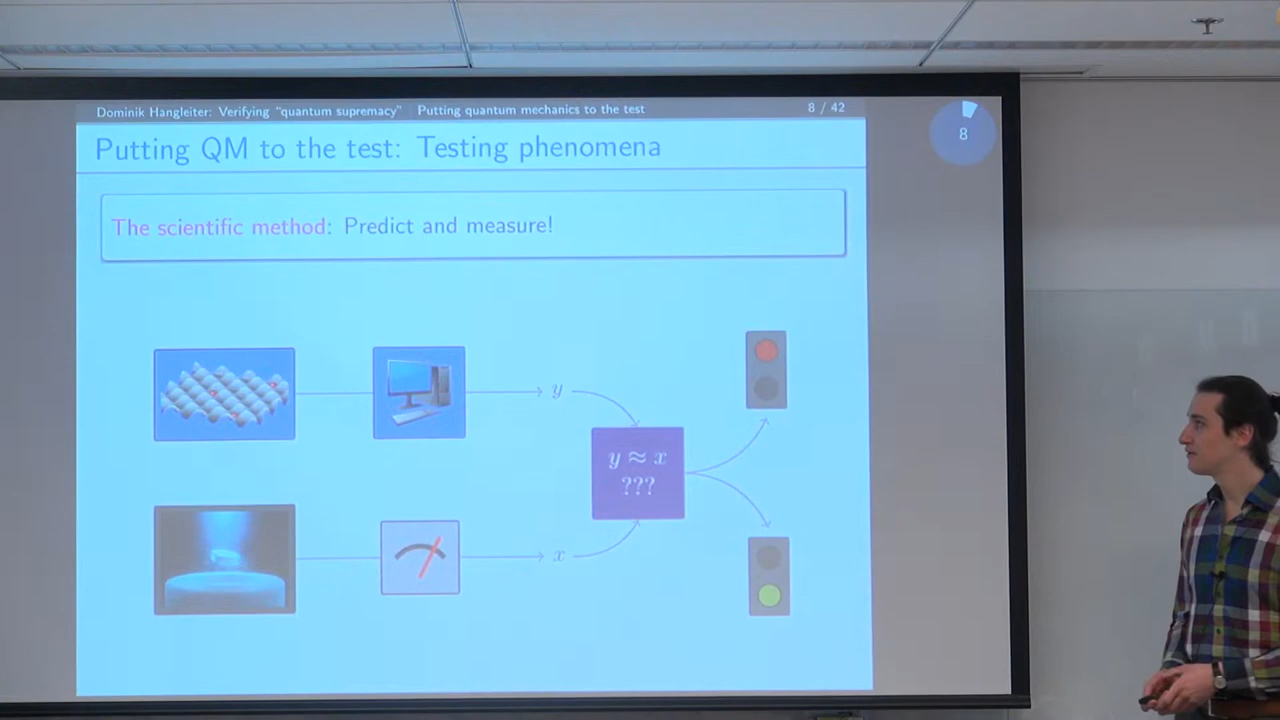 Dominik Hangleiter: Verifying “quantum supremacy” Putting quantum mechanics to the test 8 / 42
8
Putting QM to the test: Testing phenomena
The scientific method: Predict and measure!
y
y ≈ x
???
x